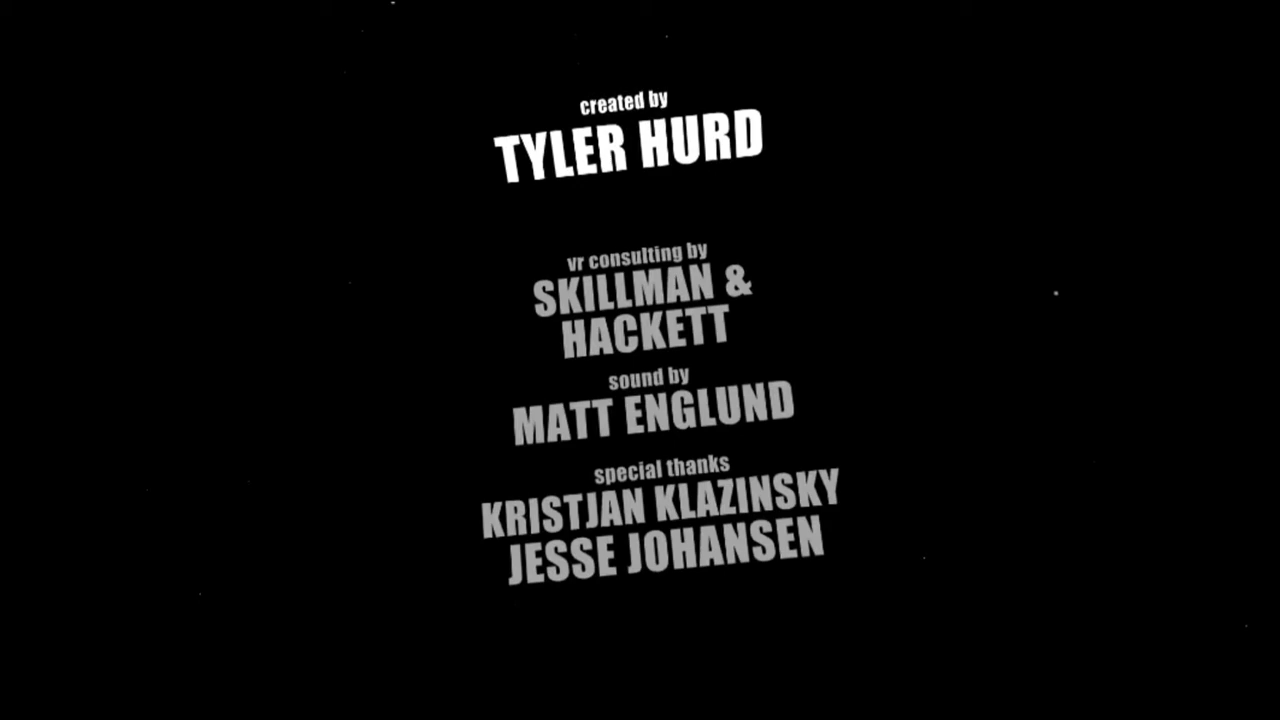 created by
TYLER HURD
vr consulting by
SKILLMAN &
HACKETT
sound by
MATT ENGLUND
special thanks
KRISTJAN KLAZINSKY
JESSE JOHANSEN